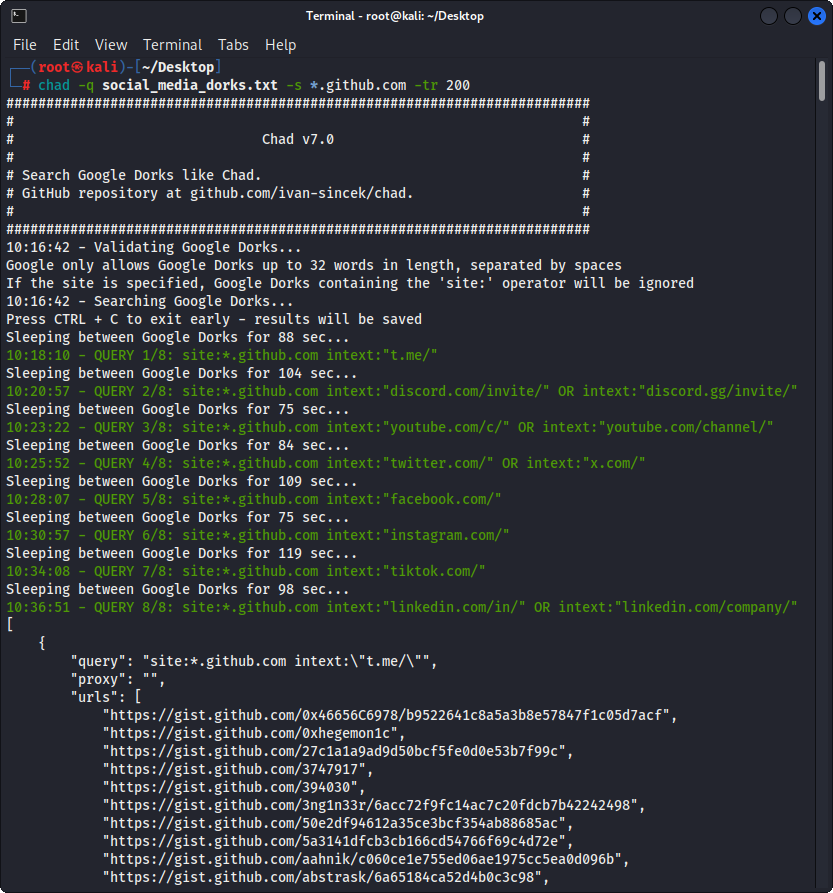 Terminal - root@kali: ~/Desktop
File Edit View Terminal Tabs Help
┌──(root㉿kali)-[~/Desktop]
└─# chad -q social_media_dorks.txt -s *.github.com -tr 200
########################################################################
#                                                                      #
#                               Chad v7.0                              #
#                                                                      #
# Search Google Dorks like Chad.                                       #
# GitHub repository at github.com/ivan-sincek/chad.                    #
#                                                                      #
########################################################################
10:16:42 - Validating Google Dorks...
Google only allows Google Dorks up to 32 words in length, separated by spaces
If the site is specified, Google Dorks containing the 'site:' operator will be ignored
10:16:42 - Searching Google Dorks...
Press CTRL + C to exit early - results will be saved
Sleeping between Google Dorks for 88 sec...
10:18:10 - QUERY 1/8: site:*.github.com intext:"t.me/"
Sleeping between Google Dorks for 104 sec...
10:20:57 - QUERY 2/8: site:*.github.com intext:"discord.com/invite/" OR intext:"discord.gg/invite/"
Sleeping between Google Dorks for 75 sec...
10:23:22 - QUERY 3/8: site:*.github.com intext:"youtube.com/c/" OR intext:"youtube.com/channel/"
Sleeping between Google Dorks for 84 sec...
10:25:52 - QUERY 4/8: site:*.github.com intext:"twitter.com/" OR intext:"x.com/"
Sleeping between Google Dorks for 109 sec...
10:28:07 - QUERY 5/8: site:*.github.com intext:"facebook.com/"
Sleeping between Google Dorks for 75 sec...
10:30:57 - QUERY 6/8: site:*.github.com intext:"instagram.com/"
Sleeping between Google Dorks for 119 sec...
10:34:08 - QUERY 7/8: site:*.github.com intext:"tiktok.com/"
Sleeping between Google Dorks for 98 sec...
10:36:51 - QUERY 8/8: site:*.github.com intext:"linkedin.com/in/" OR intext:"linkedin.com/company/"
[
    {
        "query": "site:*.github.com intext:\"t.me/\"",
        "proxy": "",
        "urls": [
            "https://gist.github.com/0x46656C6978/b9522641c8a5a3b8e57847f1c05d7acf",
            "https://gist.github.com/0xhegemon1c",
            "https://gist.github.com/27c1a1a9ad9d50bcf5fe0d0e53b7f99c",
            "https://gist.github.com/3747917",
            "https://gist.github.com/394030",
            "https://gist.github.com/3ng1n33r/6acc72f9fc14ac7c20fdcb7b42242498",
            "https://gist.github.com/50e2df94612a35ce3bcf354ab88685ac",
            "https://gist.github.com/5a3141dfcb3cb166cd54766f69c4d72e",
            "https://gist.github.com/aahnik/c060ce1e755ed06ae1975cc5ea0d096b",
            "https://gist.github.com/abstrask/6a65184ca52d4b0c3c98",